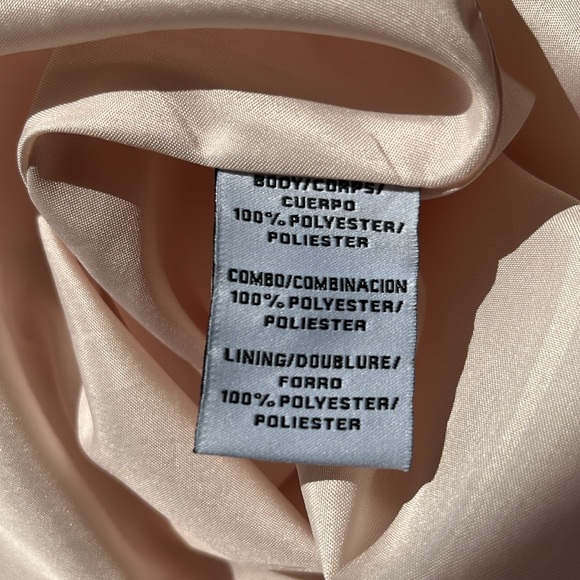 BODY/CORPS/
CUERPO
100% POLYESTER/
POLIESTER
COMBO/COMBINACION
100% POLYESTER/
POLIESTER
LINING/DOUBLURE/
FORRO
100% POLYESTER/
POLIESTER